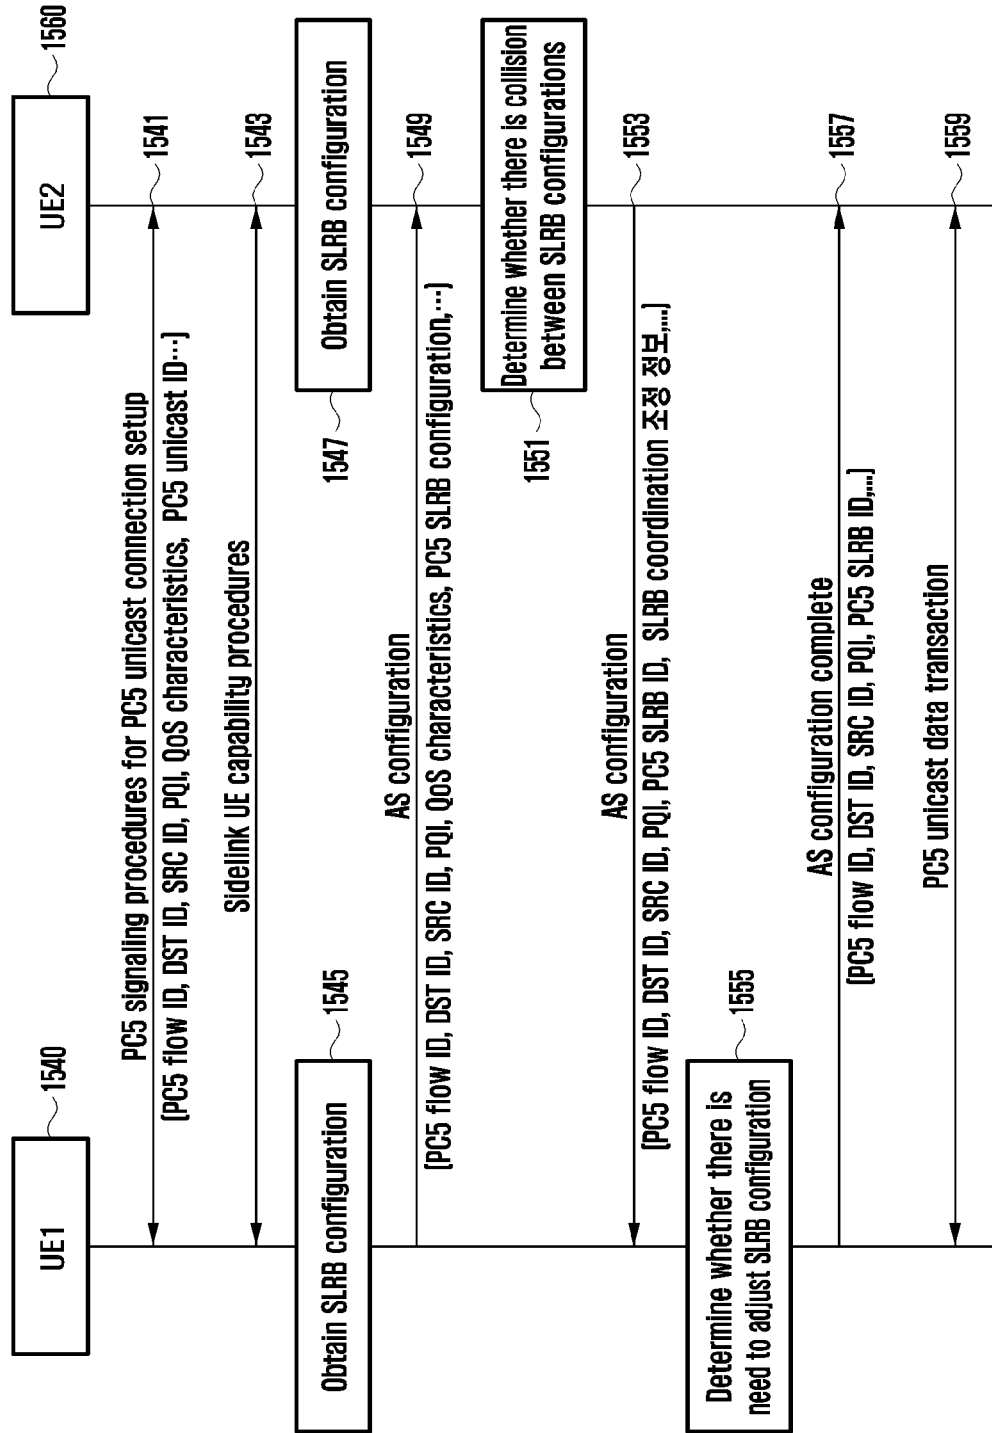 UE1
1540
UE2
1560
PC5 signaling procedures for PC5 unicast connection setup
1541
[PC5 flow ID, DST ID, SRC ID, PQI, QoS characteristics, PC5 unicast ID…]
Sidelink UE capability procedures
1543
Obtain SLRB configuration
1545
Obtain SLRB configuration
1547
AS configuration
1549
[PC5 flow ID, DST ID, SRC ID, PQI, QoS characteristics, PC5 SLRB configuration,…]
Determine whether there is collision
between SLRB configurations
1551
AS configuration
1553
[PC5 flow ID, DST ID, SRC ID, PQI, PC5 SLRB ID, SLRB coordination 조정 정보,...]
Determine whether there is
need to adjust SLRB configuration
1555
AS configuration complete
1557
[PC5 flow ID, DST ID, SRC ID, PQI, PC5 SLRB ID,...]
PC5 unicast data transaction
1559